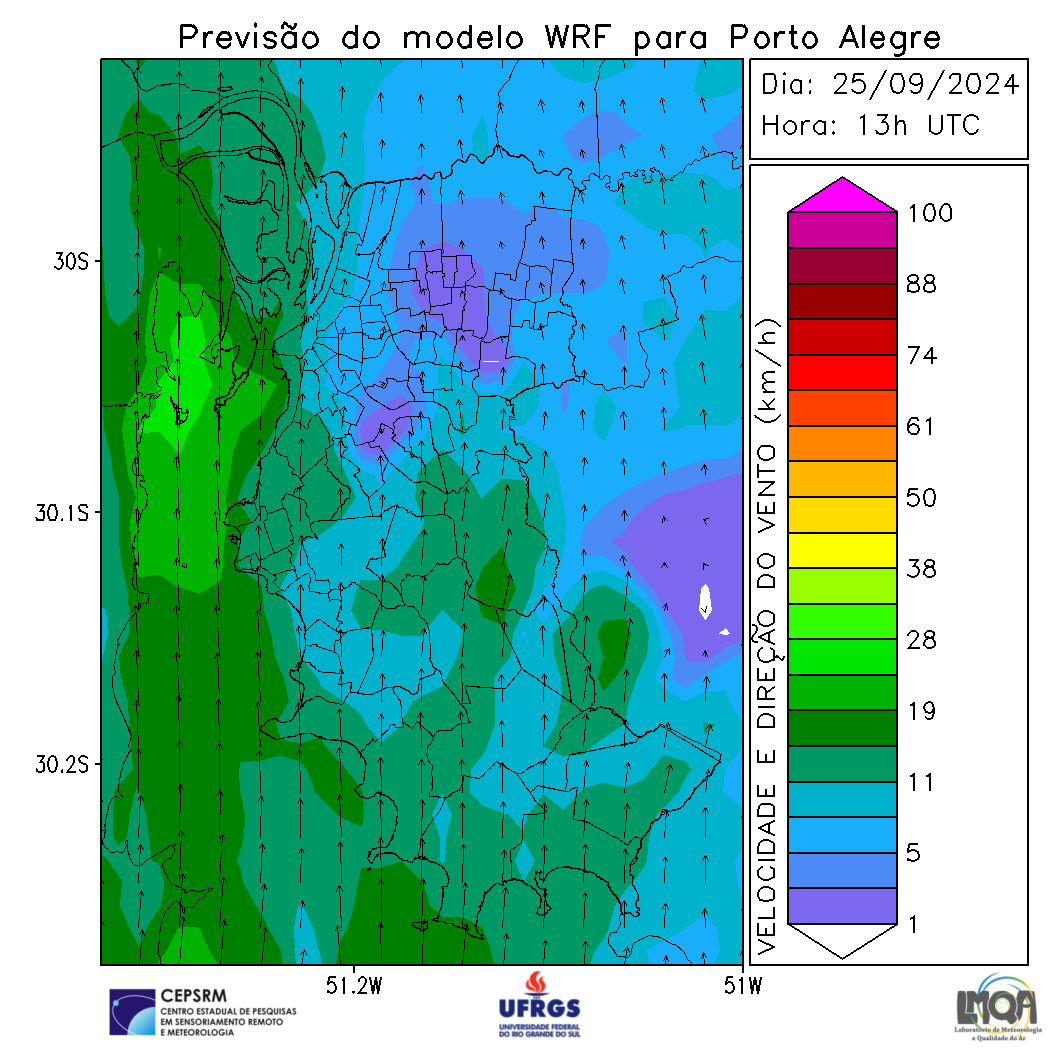 Previsão do modelo WRF para Porto Alegre
Dia: 25/09/2024
Hora: 13h UTC
30S
30.1S
30.2S
51.2W
51W
VELOCIDADE E DIREÇÃO DO VENTO (km/h)
100
88
74
61
50
38
28
19
11
5
1
CEPSRM
CENTRO ESTADUAL DE PESQUISAS
EM SENSORIAMENTO REMOTO
E METEOROLOGIA
UFRGS
UNIVERSIDADE FEDERAL
DO RIO GRANDE DO SUL
LMQA
Laboratório de Meteorologia
e Qualidade do Ar